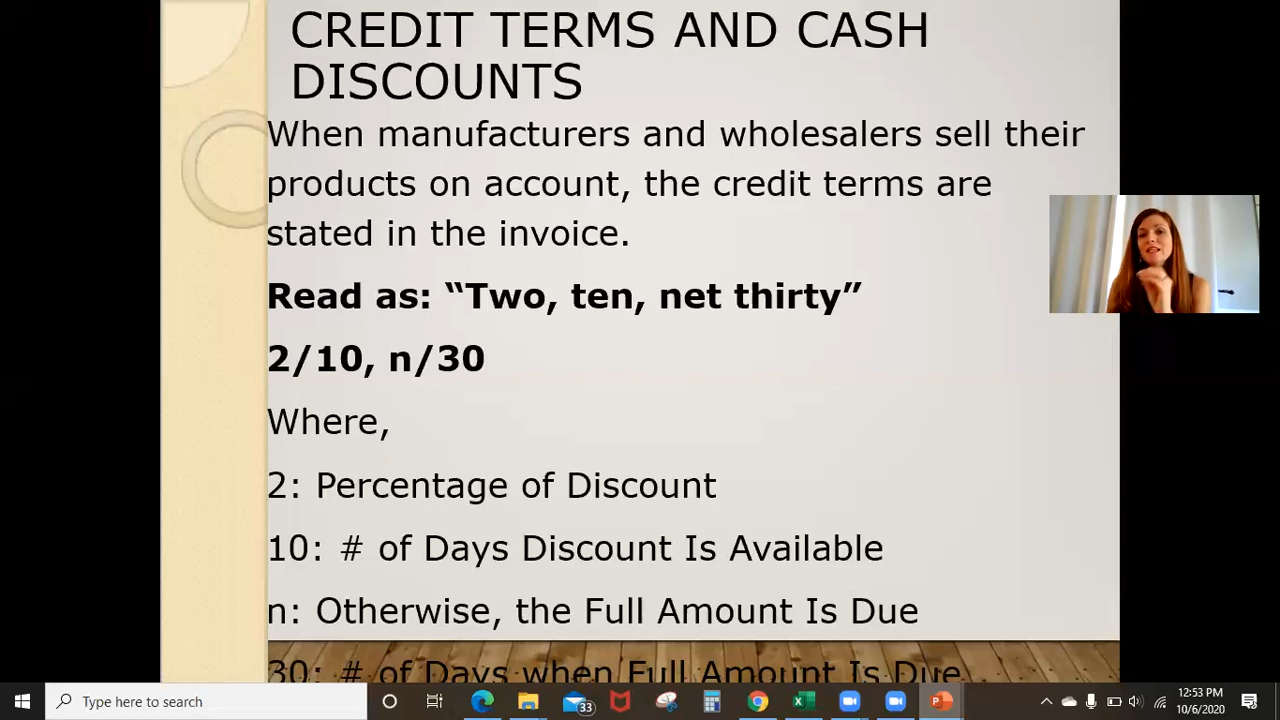 CREDIT TERMS AND CASH
DISCOUNTS
When manufacturers and wholesalers sell their
products on account, the credit terms are
stated in the invoice.
Read as: “Two, ten, net thirty”
2/10, n/30
Where,
2: Percentage of Discount
10: # of Days Discount Is Available
n: Otherwise, the Full Amount Is Due
30: # of Days when Full Amount Is Due
Type here to search
33
12:53 PM
10/6/2020